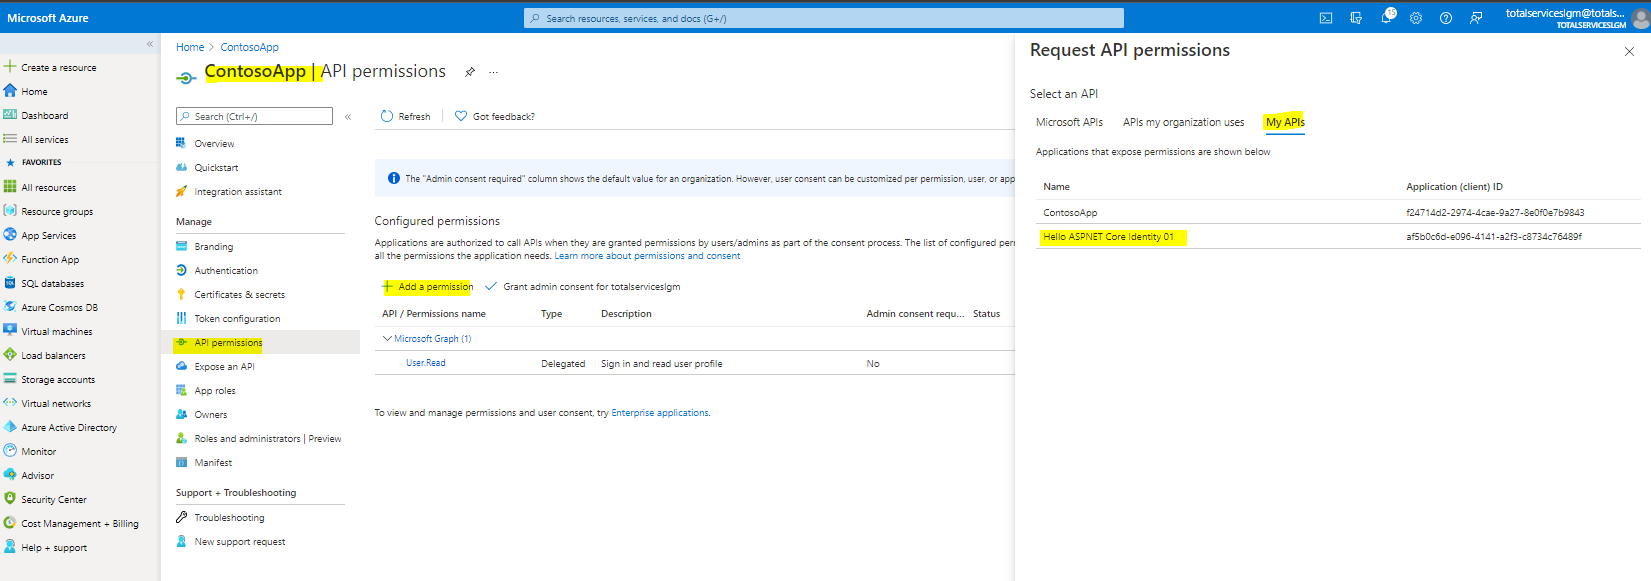 Microsoft Azure
Search resources, services, and docs (G+/)
15
totalserviceslgm@totals...
TOTALSERVICESLGM
«
Create a resource
Home
Dashboard
All services
FAVORITES
All resources
Resource groups
App Services
Function App
SQL databases
Azure Cosmos DB
Virtual machines
Load balancers
Storage accounts
Virtual networks
Azure Active Directory
Monitor
Advisor
Security Center
Cost Management + Billing
Help + support
Home > ContosoApp
ContosoApp | API permissions ...
Search (Ctrl+/) «
Overview
Quickstart
Integration assistant
Manage
Branding
Authentication
Certificates & secrets
Token configuration
API permissions
Expose an API
App roles
Owners
Roles and administrators | Preview
Manifest
Support + Troubleshooting
Troubleshooting
New support request
Refresh Got feedback?
The "Admin consent required" column shows the default value for an organization. However, user consent can be customized per permission, user, or app
Configured permissions
Applications are authorized to call APIs when they are granted permissions by users/admins as part of the consent process. The list of configured per
all the permissions the application needs. Learn more about permissions and consent
Add a permission Grant admin consent for totalserviceslgm
API / Permissions name Type Description Admin consent requ... Status
Microsoft Graph (1)
User.Read Delegated Sign in and read user profile No
To view and manage permissions and user consent, try Enterprise applications.
Request API permissions
Select an API
Microsoft APIs APIs my organization uses My APIs
Applications that expose permissions are shown below
Name Application (client) ID
ContosoApp f24714d2-2974-4cae-9a27-8e0f0e7b9843
Hello ASPNET Core Identity 01 af5b0c6d-e096-4141-a2f3-c8734c76489f